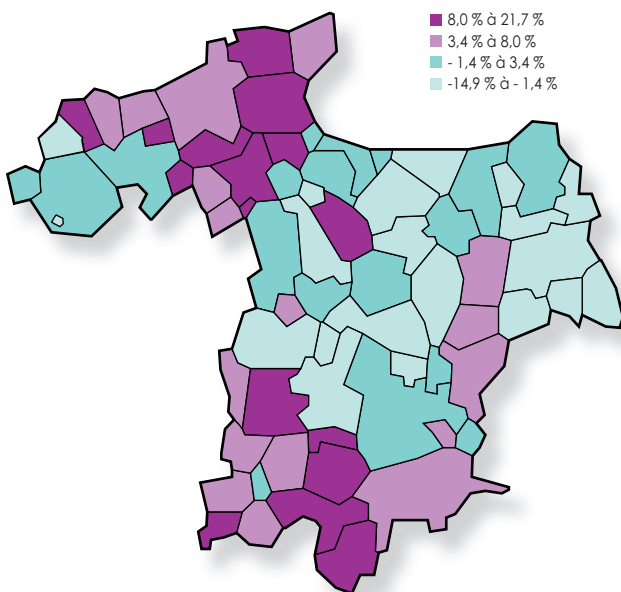 8,0 % à 21,7 %
3,4 % à 8,0 %
- 1,4 % à 3,4 %
-14,9 % à - 1,4 %